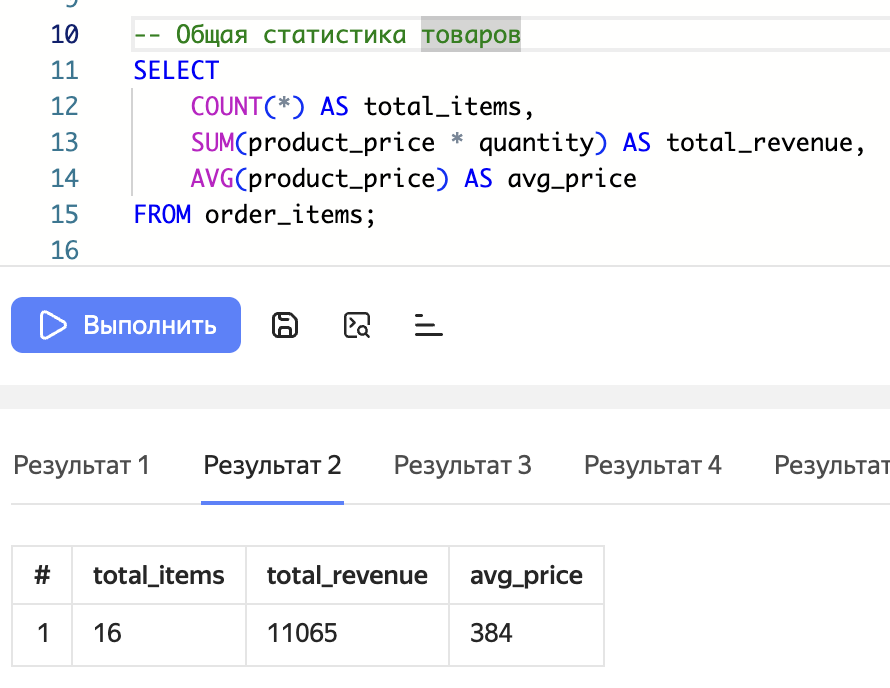 10 -- Общая статистика товаров
11 SELECT
12 COUNT(*) AS total_items,
13 SUM(product_price * quantity) AS total_revenue,
14 AVG(product_price) AS avg_price
15 FROM order_items;
16
Выполнить
Результат 1 Результат 2 Результат 3 Результат 4 Результат
# total_items total_revenue avg_price
1 16 11065 384